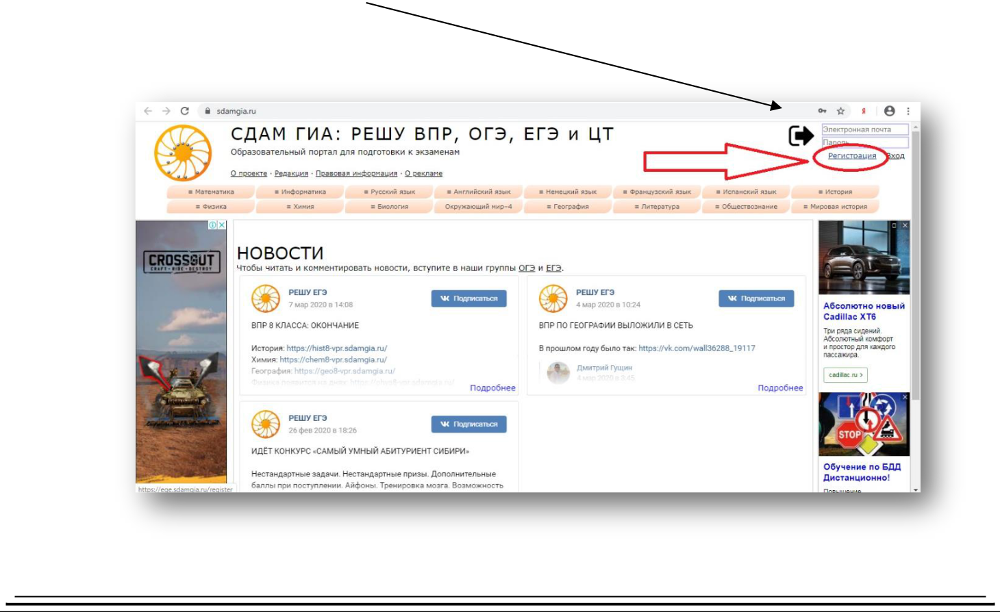 sdamgia.ru
СДАМ ГИА: РЕШУ ВПР, ОГЭ, ЕГЭ и ЦТ
Образовательный портал для подготовки к экзаменам
О проекте · Редакция · Правовая информация · О рекламе
Электронная почта
Пароль
Регистрация Вход
≡ Математика ≡ Информатика ≡ Русский язык ≡ Английский язык ≡ Немецкий язык ≡ Французский язык ≡ Испанский язык ≡ История
≡ Физика ≡ Химия ≡ Биология Окружающий мир–4 ≡ География ≡ Литература ≡ Обществознание ≡ Мировая история
CROSSOUT
CRAFT · RIDE · DESTROY
НОВОСТИ
Чтобы читать и комментировать новости, вступите в наши группы ОГЭ и ЕГЭ.
РЕШУ ЕГЭ
7 мар 2020 в 14:08
Подписаться
ВПР 8 КЛАССА: ОКОНЧАНИЕ
История: https://hist8-vpr.sdamgia.ru/
Химия: https://chem8-vpr.sdamgia.ru/
География: https://geo8-vpr.sdamgia.ru/
Физика появится на днях: https://phys8-vpr.sdamgia.ru/
Подробнее
РЕШУ ЕГЭ
4 мар 2020 в 10:24
Подписаться
ВПР ПО ГЕОГРАФИИ ВЫЛОЖИЛИ В СЕТЬ
В прошлом году было так: https://vk.com/wall36288_19117
Дмитрий Гущин
4 мар 2020 в 3:45
Подробнее
РЕШУ ЕГЭ
26 фев 2020 в 18:26
Подписаться
ИДЁТ КОНКУРС «САМЫЙ УМНЫЙ АБИТУРИЕНТ СИБИРИ»
Нестандартные задачи. Нестандартные призы. Дополнительные
баллы при поступлении. Айфоны. Тренировка мозга. Возможность
Абсолютно новый
Cadillac XT6
Три ряда сидений.
Абсолютный комфорт
и простор для каждого
пассажира.
cadillac.ru >
STOP
Обучение по БДД
Дистанционно!
Повышение
https://ege.sdamgia.ru/register